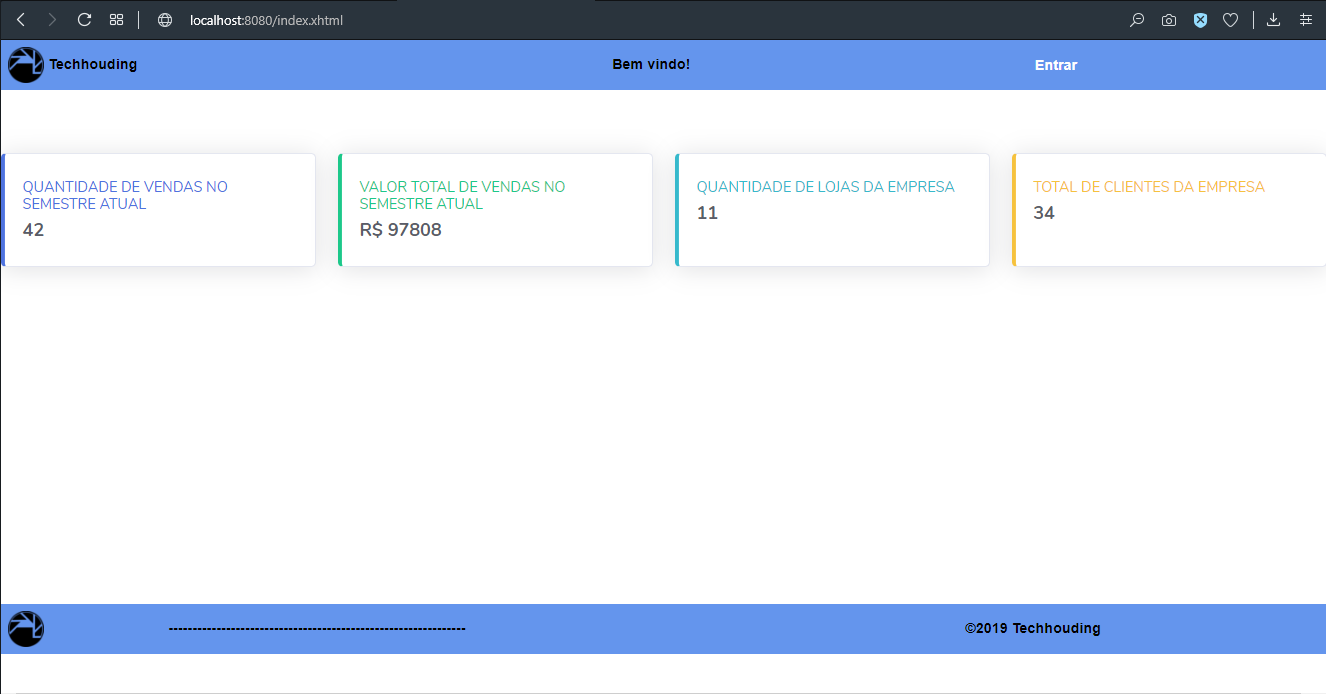 localhost:8080/index.xhtml
Techhouding
Bem vindo!
Entrar
QUANTIDADE DE VENDAS NO
SEMESTRE ATUAL
42
VALOR TOTAL DE VENDAS NO
SEMESTRE ATUAL
R$ 97808
QUANTIDADE DE LOJAS DA EMPRESA
11
TOTAL DE CLIENTES DA EMPRESA
34
©2019 Techhouding